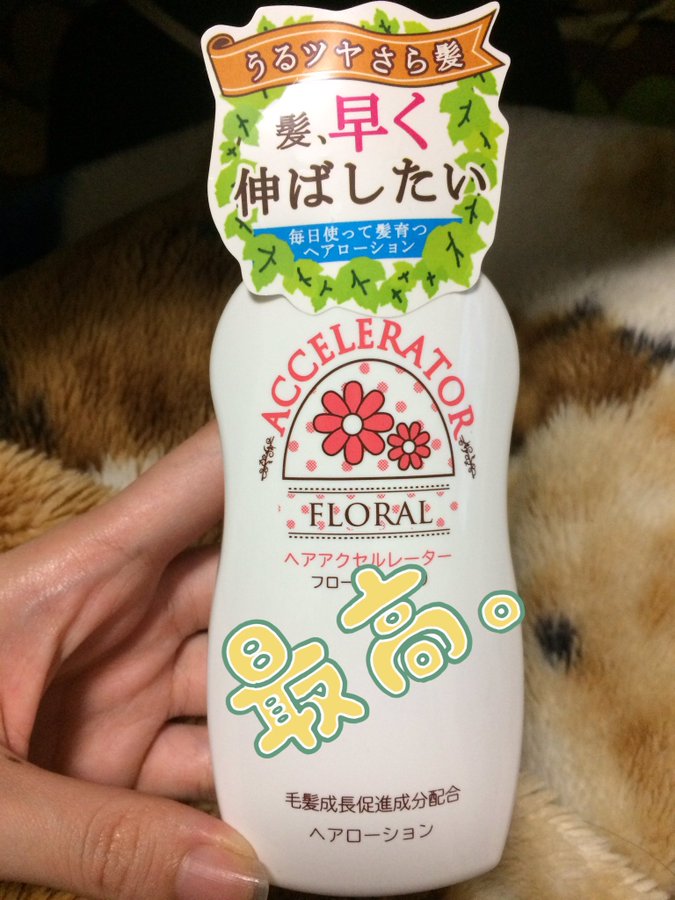 うるツヤさら髪
髪、早く
伸ばしたい
毎日使って髪育つ
ヘアローション
ACCELERATOR
FLORAL
ヘアアクセルレーター
フロー
最高。
毛髪成長促進成分配合
ヘアローション